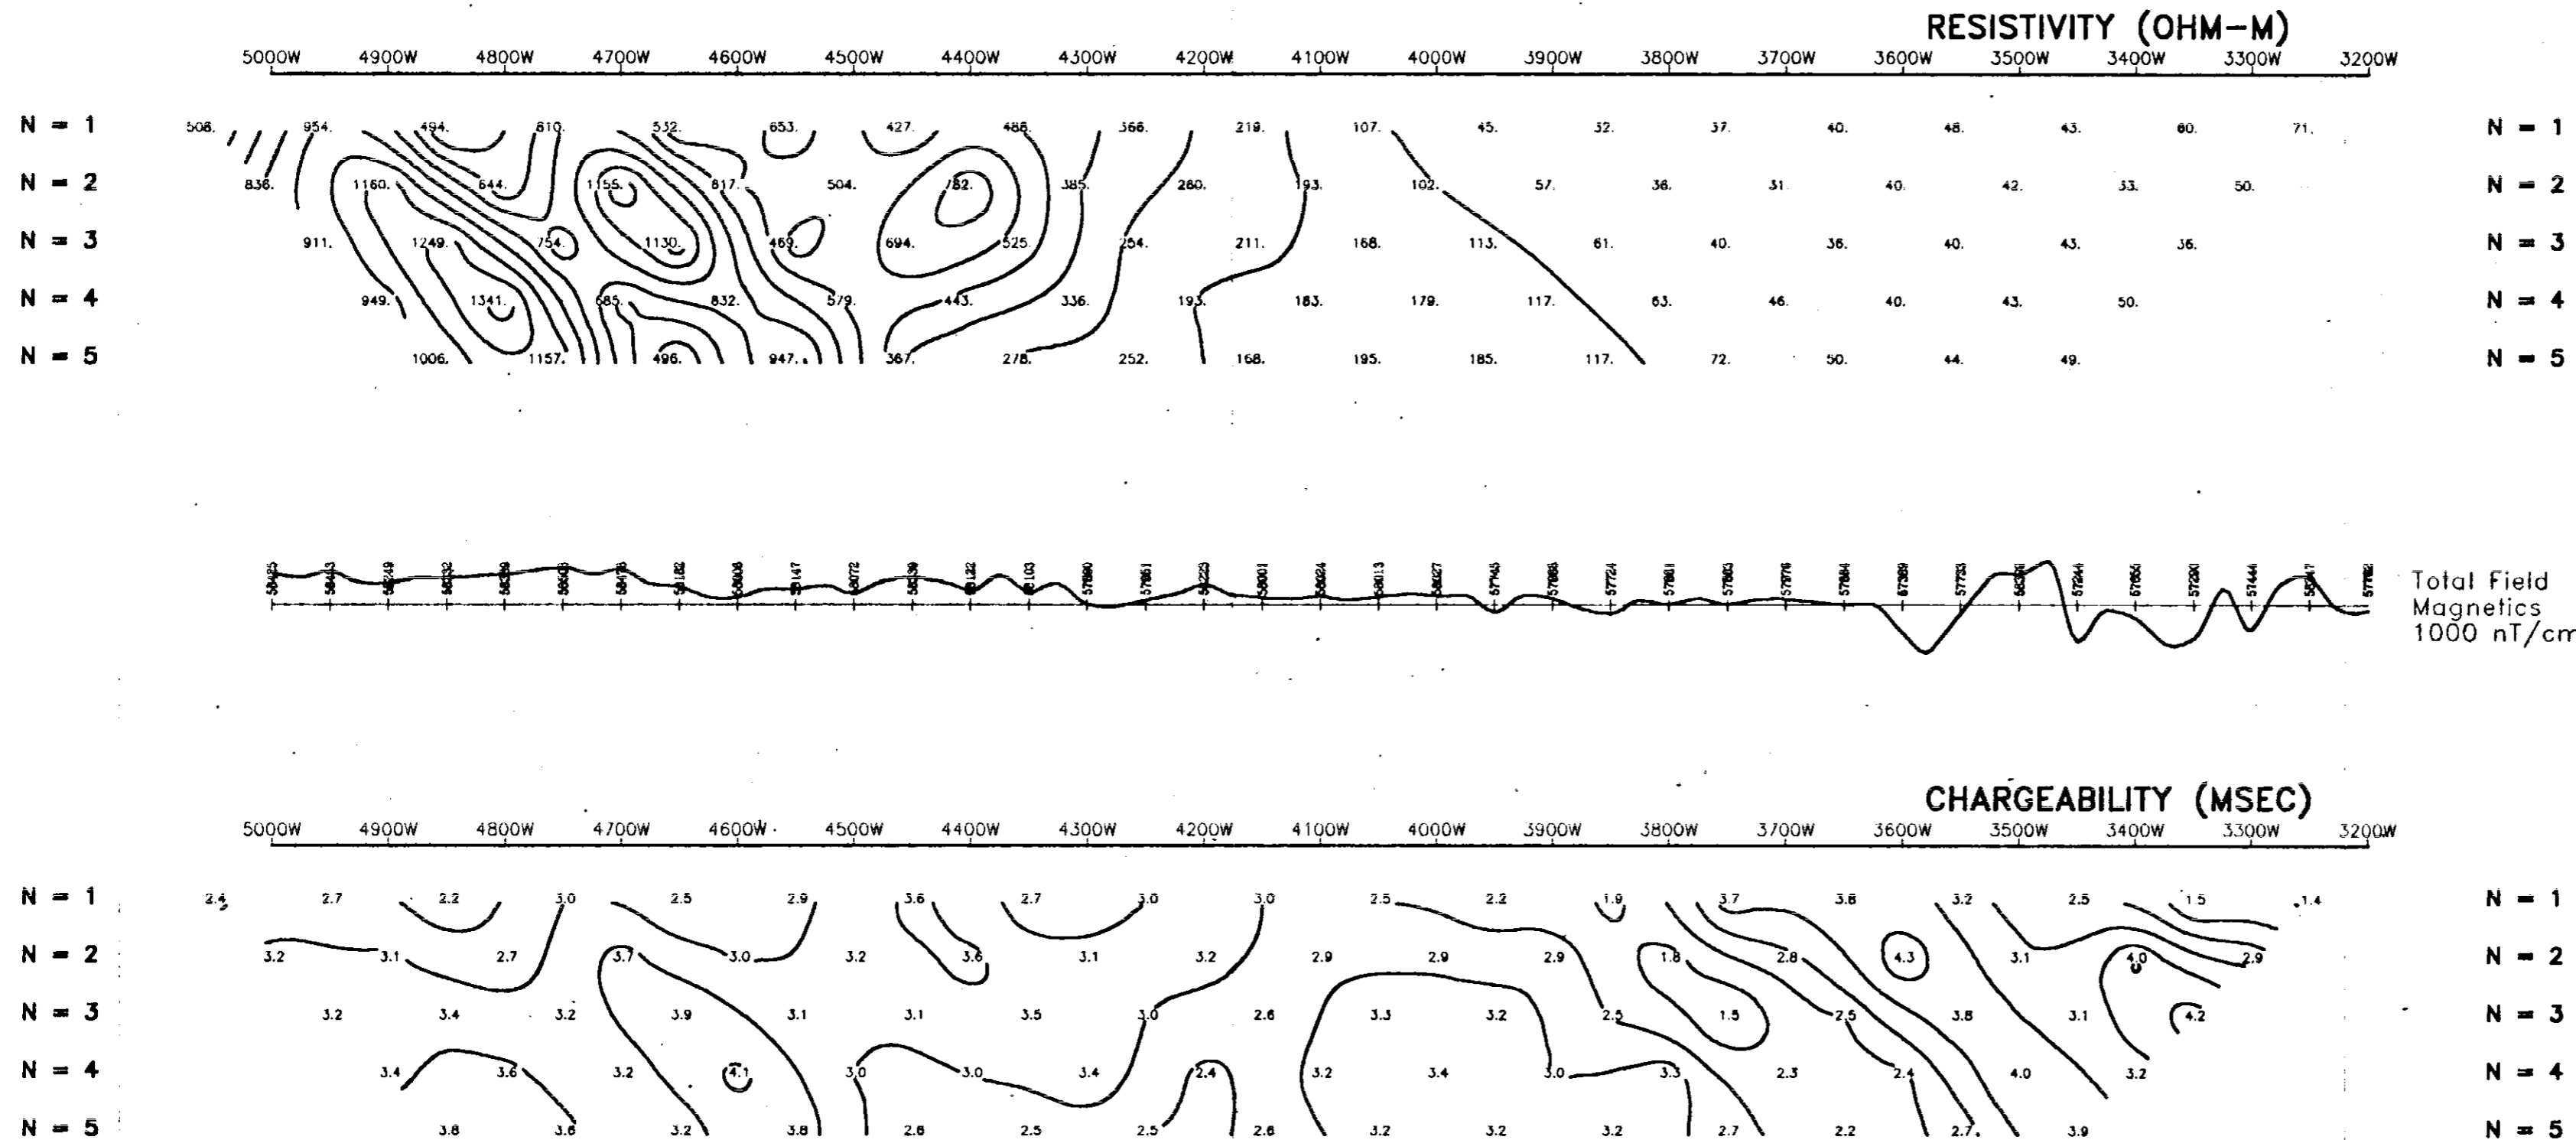 RESISTIVITY (OHM-M)
5000W 4900W 4800W 4700W 4600W 4500W 4400W 4300W 4200W 4100W 4000W 3900W 3800W 3700W 3600W 3500W 3400W 3300W 3200W
N = 1 508. 954. 494. 810. 532. 653. 427. 488. 366. 219. 107. 45. 32. 37. 40. 48. 43. 60. 71. N = 1
N = 2 836. 1160. 644. 1155. 817. 504. 782. 385. 280. 193. 102. 57. 36. 31. 40. 42. 33. 50. N = 2
N = 3 911. 1249. 754. 1130. 469. 694. 525. 254. 211. 168. 113. 61. 40. 36. 40. 43. 36. N = 3
N = 4 949. 1341. 685. 832. 579. 443. 336. 193. 183. 179. 117. 63. 46. 40. 43. 50. N = 4
N = 5 1006. 1157. 496. 947. 367. 278. 252. 168. 195. 185. 117. 72. 50. 44. 49. N = 5
58443 58147 58072 58103 58001 58024 58013 58027 57724 57733 57244
Total Field
Magnetics
1000 nT/cm
CHARGEABILITY (MSEC)
5000W 4900W 4800W 4700W 4600W 4500W 4400W 4300W 4200W 4100W 4000W 3900W 3800W 3700W 3600W 3500W 3400W 3300W 3200W
N = 1 2.4 2.7 2.2 3.0 2.5 2.9 3.6 2.7 3.0 3.0 2.5 2.2 1.9 3.7 3.8 3.2 2.5 1.5 1.4 N = 1
N = 2 3.2 3.1 2.7 3.7 3.0 3.2 3.6 3.1 3.2 2.9 2.9 2.9 1.8 2.8 4.3 3.1 4.0 2.9 N = 2
N = 3 3.2 3.4 3.2 3.9 3.1 3.1 3.5 3.0 2.6 3.3 3.2 2.5 1.5 2.5 3.8 3.1 4.2 N = 3
N = 4 3.4 3.6 3.2 4.1 3.0 3.0 3.4 2.4 3.2 3.4 3.0 3.3 2.3 2.4 4.0 3.2 N = 4
N = 5 3.8 3.6 3.2 3.8 2.8 2.5 2.5 2.6 3.2 3.2 3.2 2.7 2.2 2.7 3.9 N = 5